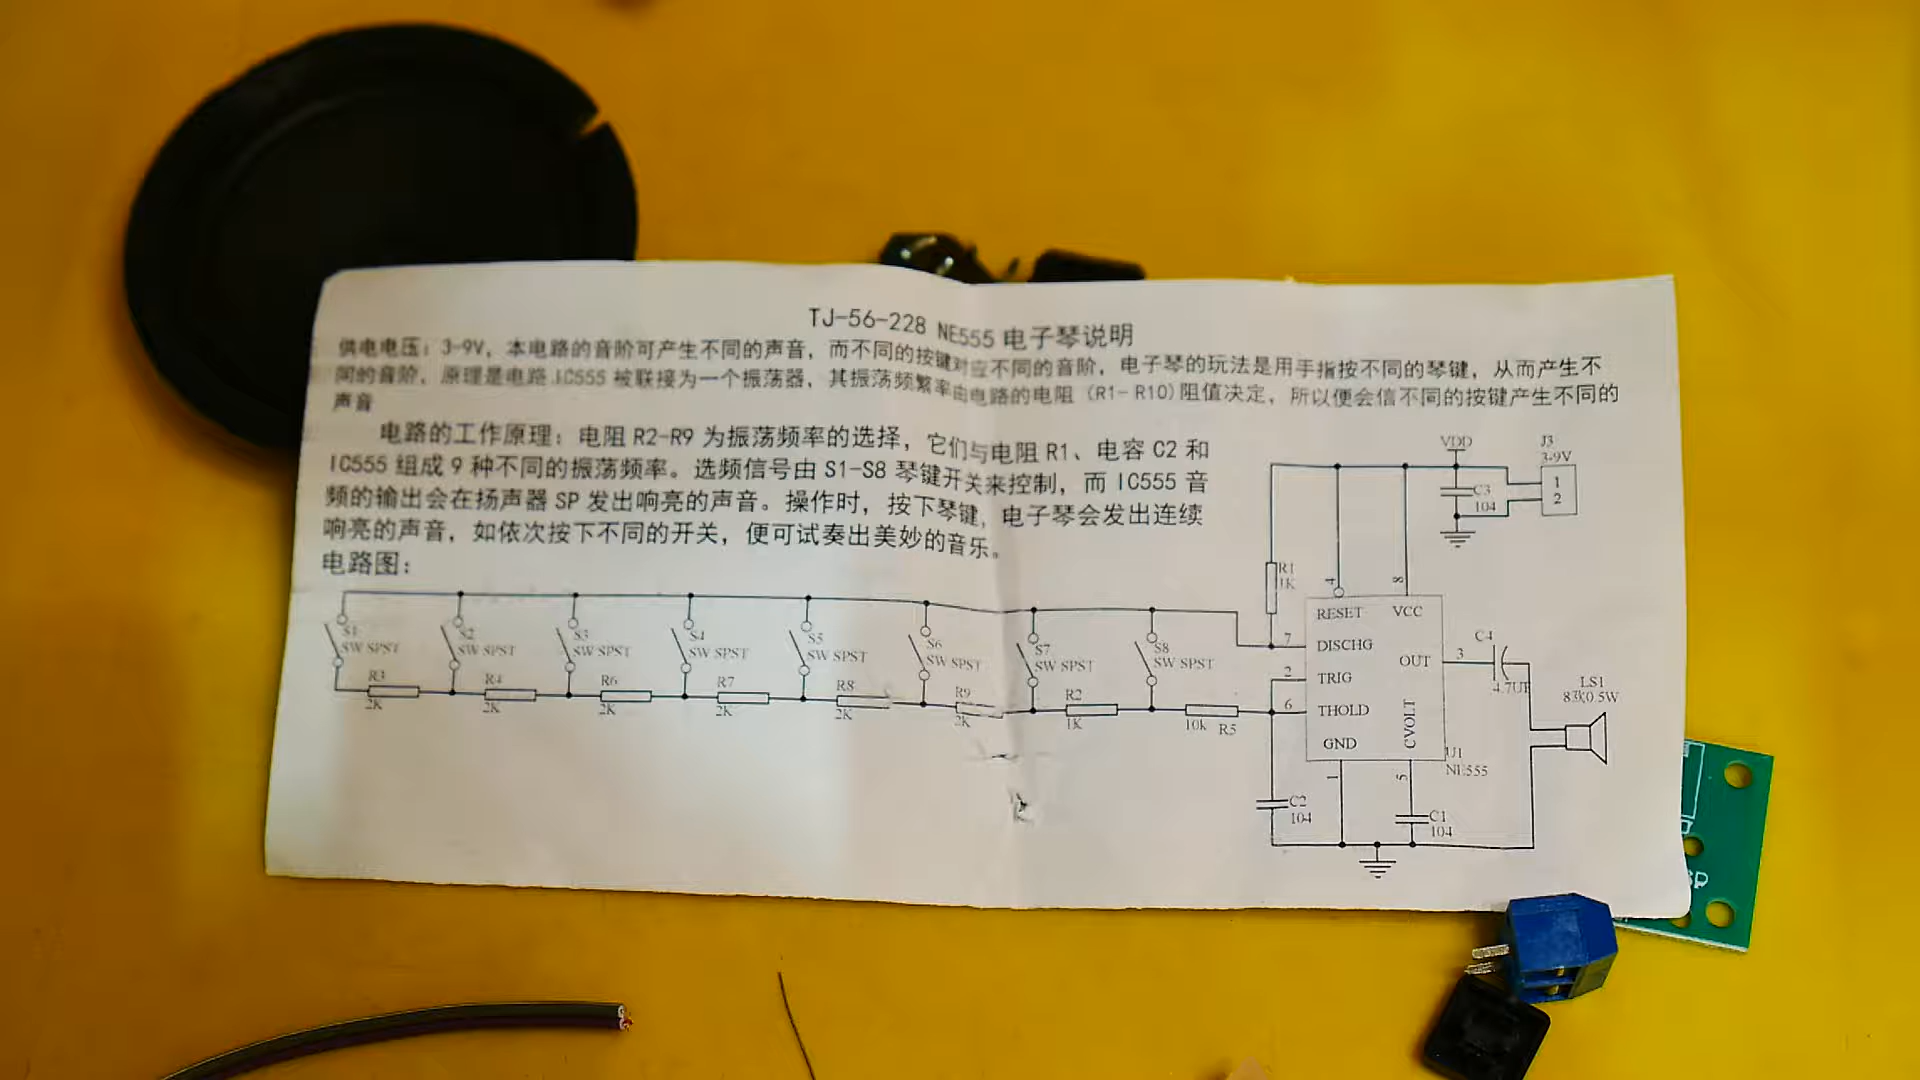 TJ-56-228 NE555 电子琴说明
供电电压：3-9V，本电路的音阶可产生不同的声音，而不同的按键对应不同的音阶，电子琴的玩法是用手指按不同的琴键，从而产生不
同的音阶，原理是电路.IC555 被联接为一个振荡器，其振荡频繁率由电路的电阻（R1-R10）阻值决定，所以便会信不同的按键产生不同的
声音
电路的工作原理：电阻 R2-R9 为振荡频率的选择，它们与电阻 R1、电容 C2 和
IC555 组成 9 种不同的振荡频率。选频信号由 S1-S8 琴键开关来控制，而 IC555 音
频的输出会在扬声器 SP 发出响亮的声音。操作时，按下琴键，电子琴会发出连续
响亮的声音，如依次按下不同的开关，便可试奏出美妙的音乐。
电路图：
S1
SW SPST
S2
SW SPST
S3
SW SPST
S4
SW SPST
S5
SW SPST
S6
SW SPST
S7
SW SPST
S8
SW SPST
R3
2K
R4
2K
R6
2K
R7
2K
R8
2K
R9
2K
R2
1K
10k R5
VDD
J3
3-9V
1
2
C3
104
R1
1K
4
8
RESET
VCC
7
DISCHG
2
TRIG
6
THOLD
GND
OUT
CVOLT
3
C4
4.7UF
LS1
8欧0.5W
U1
NE555
1
5
C2
104
C1
104
SP